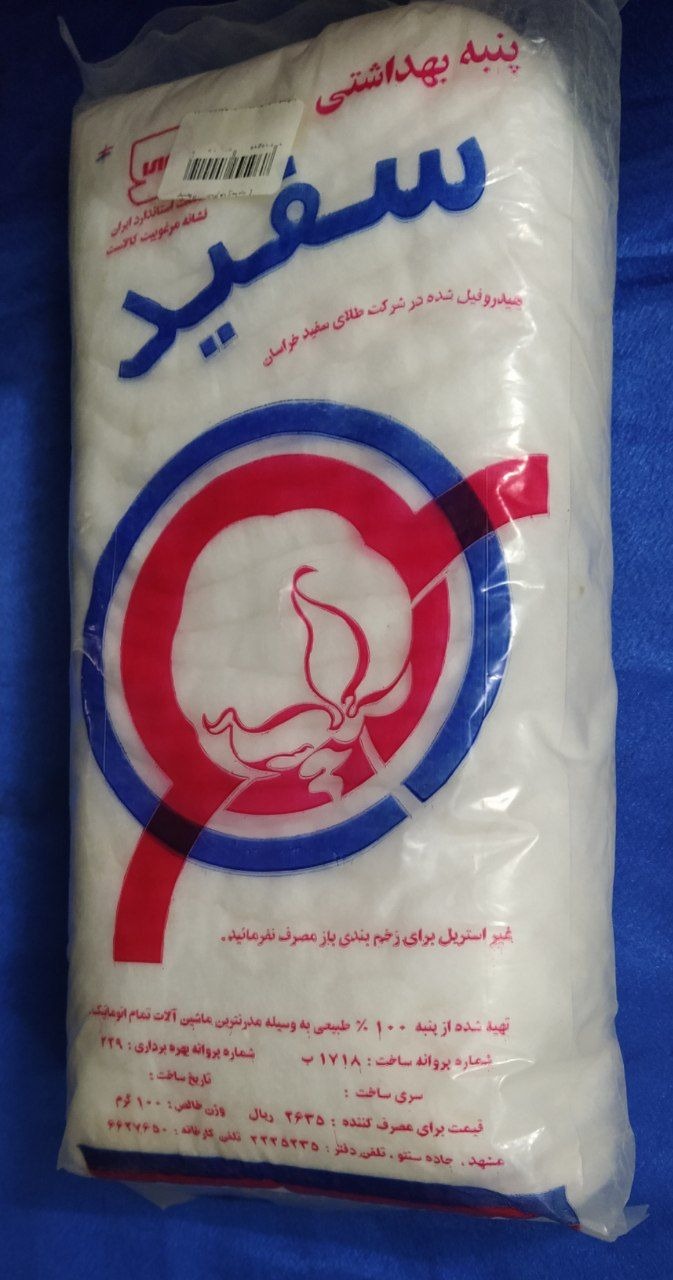 پنبه بهداشتی
سفید
استاندارد ایران
نشانه مرغوبیت کالاست
هیدروفیل شده در شرکت طلای سفید خراسان
غیر استریل برای زخم بندی باز مصرف نفرمائید.
تهیه شده از پنبه ۱۰۰ ٪ طبیعی به وسیله مدرنترین ماشین آلات تمام اتوماتیک.
شماره پروانه ساخت : ۱۷۱۸ ب شماره پروانه بهره برداری : ۲۲۹
سری ساخت : تاریخ ساخت :
قیمت برای مصرف کننده : ۲۶۳۵ ریال وزن خالص : ۱۰۰ گرم
مشهد ، جاده سنتو ، تلفن دفتر : ۲۲۲۵۲۳۵ تلفن کارخانه : ۶۶۲۷۶۵۰